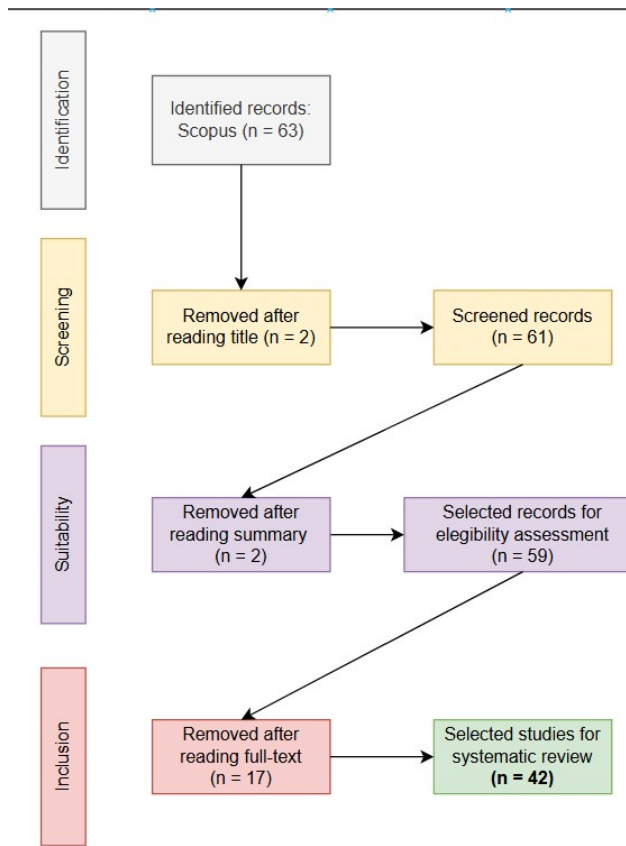 Identification
Identified records:
Scopus (n = 63)
Screening
Removed after
reading title (n = 2)
Screened records
(n = 61)
Suitability
Removed after
reading summary
(n = 2)
Selected records for
elegibility assessment
(n = 59)
Inclusion
Removed after
reading full-text
(n = 17)
Selected studies for
systematic review
(n = 42)